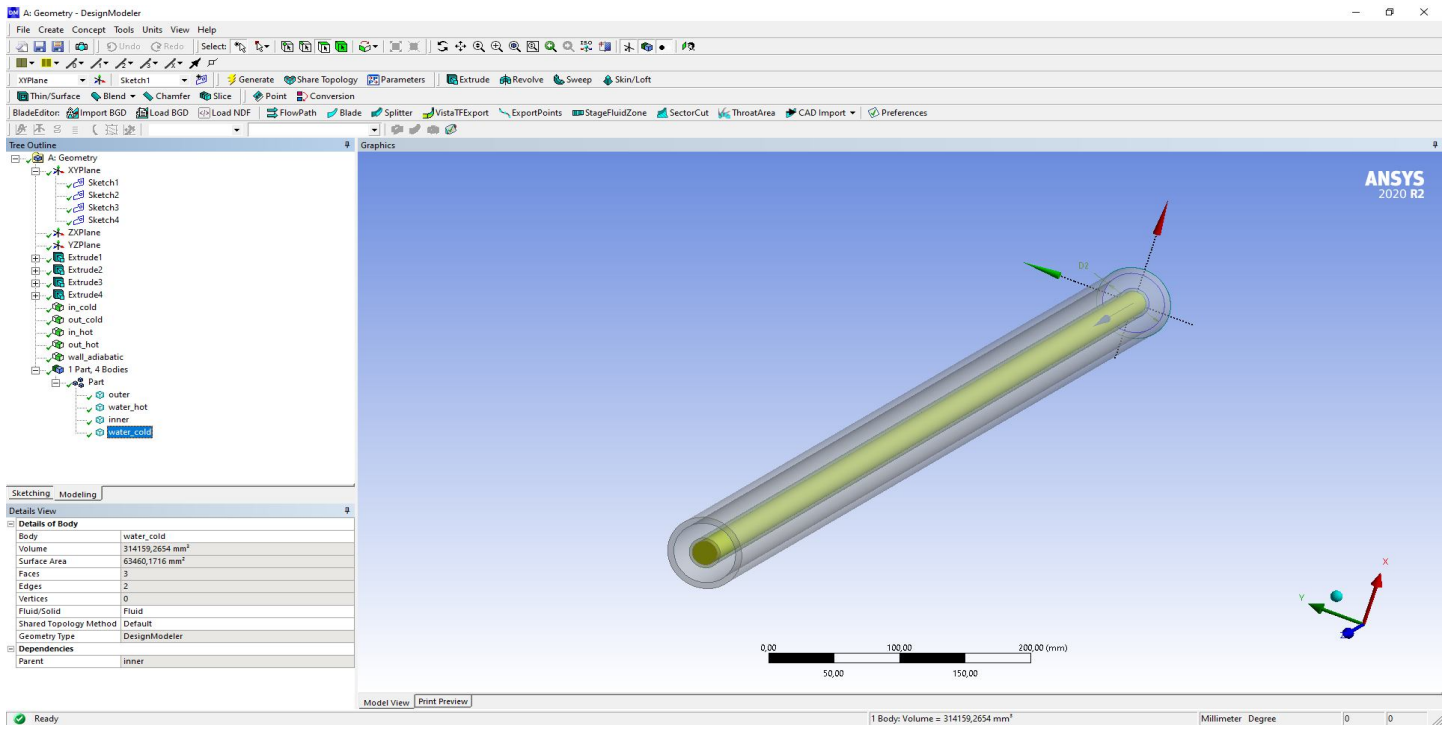 A: Geometry - DesignModeler
File Create Concept Tools Units View Help
Undo Redo Select:
XYPlane Sketch1 Generate Share Topology Parameters Extrude Revolve Sweep Skin/Loft
Thin/Surface Blend Chamfer Slice Point Conversion
BladeEditor: Import BGD Load BGD Load NDF FlowPath Blade Splitter VistaTFExport ExportPoints StageFluidZone SectorCut ThroatArea CAD Import Preferences
Tree Outline
A: Geometry
XYPlane
Sketch1
Sketch2
Sketch3
Sketch4
ZXPlane
YZPlane
Extrude1
Extrude2
Extrude3
Extrude4
in_cold
out_cold
in_hot
out_hot
wall_adiabatic
1 Part, 4 Bodies
Part
outer
water_hot
inner
water_cold
Sketching Modeling
Details View
Details of Body
Body water_cold
Volume 314159,2654 mm³
Surface Area 63460,1716 mm²
Faces 3
Edges 2
Vertices 0
Fluid/Solid Fluid
Shared Topology Method Default
Geometry Type DesignModeler
Dependencies
Parent inner
Graphics
ANSYS
2020 R2
D2
X
Y
Z
0,00 100,00 200,00 (mm)
50,00 150,00
Model View Print Preview
Ready 1 Body: Volume = 314159,2654 mm³ Millimeter Degree 0 0